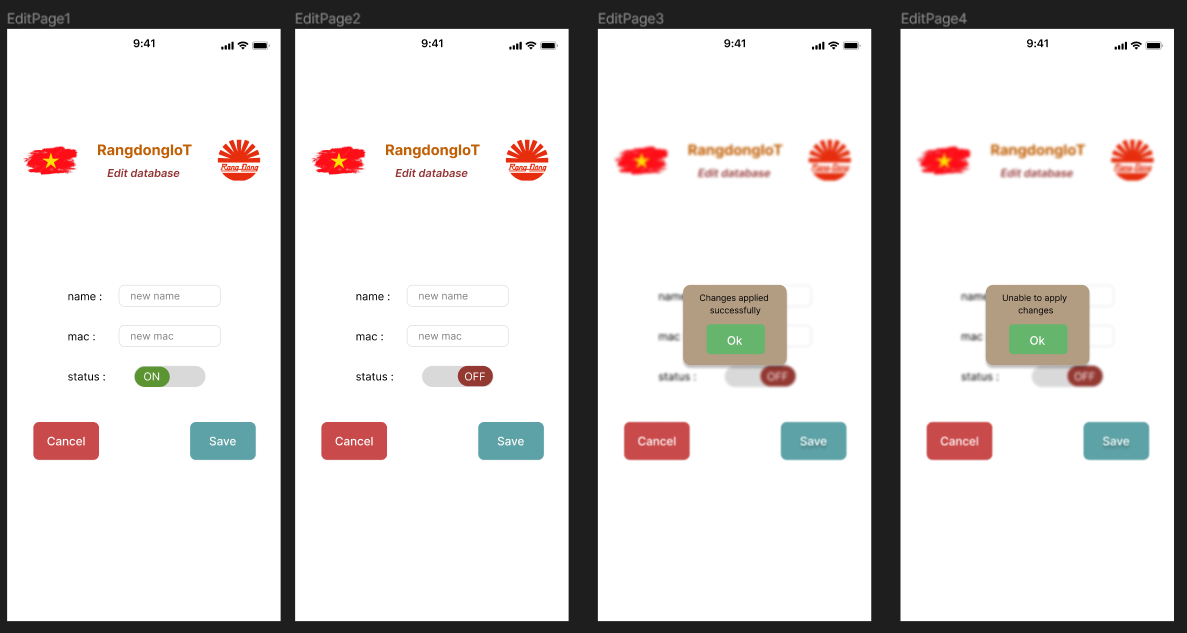 EditPage1
9:41
RangdongIoT
Rang Dong
Edit database
name :
new name
mac :
new mac
status :
ON
Cancel
Save
EditPage2
9:41
RangdongIoT
Rang Dong
Edit database
name :
new name
mac :
new mac
status :
OFF
Cancel
Save
EditPage3
9:41
RangdongIoT
Rang Dong
Edit database
name
Changes applied
successfully
mac
Ok
status :
OFF
Cancel
Save
EditPage4
9:41
RangdongIoT
Rang Dong
Edit database
name
Unable to apply
changes
mac
Ok
status :
OFF
Cancel
Save